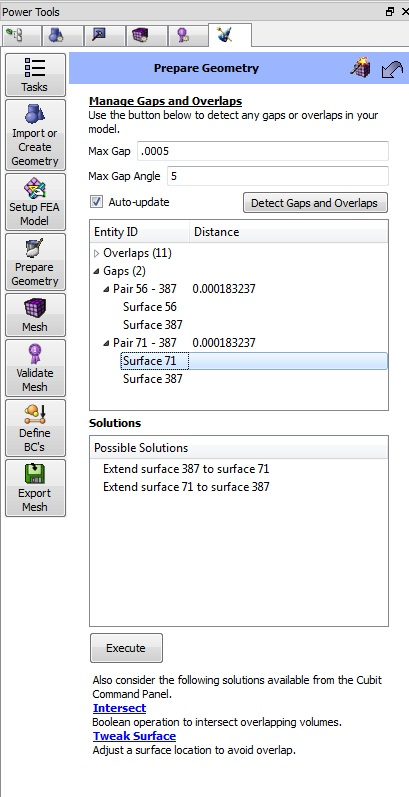 Power Tools
Prepare Geometry
Tasks
Import or
Create
Geometry
Setup FEA
Model
Prepare
Geometry
Mesh
Validate
Mesh
Define
BC's
Export
Mesh
Manage Gaps and Overlaps
Use the button below to detect any gaps or overlaps in your
model.
Max Gap .0005
Max Gap Angle 5
Auto-update Detect Gaps and Overlaps
Entity ID Distance
Overlaps (11)
Gaps (2)
Pair 56 - 387 0.000183237
Surface 56
Surface 387
Pair 71 - 387 0.000183237
Surface 71
Surface 387
Solutions
Possible Solutions
Extend surface 387 to surface 71
Extend surface 71 to surface 387
Execute
Also consider the following solutions available from the Cubit
Command Panel.
Intersect
Boolean operation to intersect overlapping volumes.
Tweak Surface
Adjust a surface location to avoid overlap.